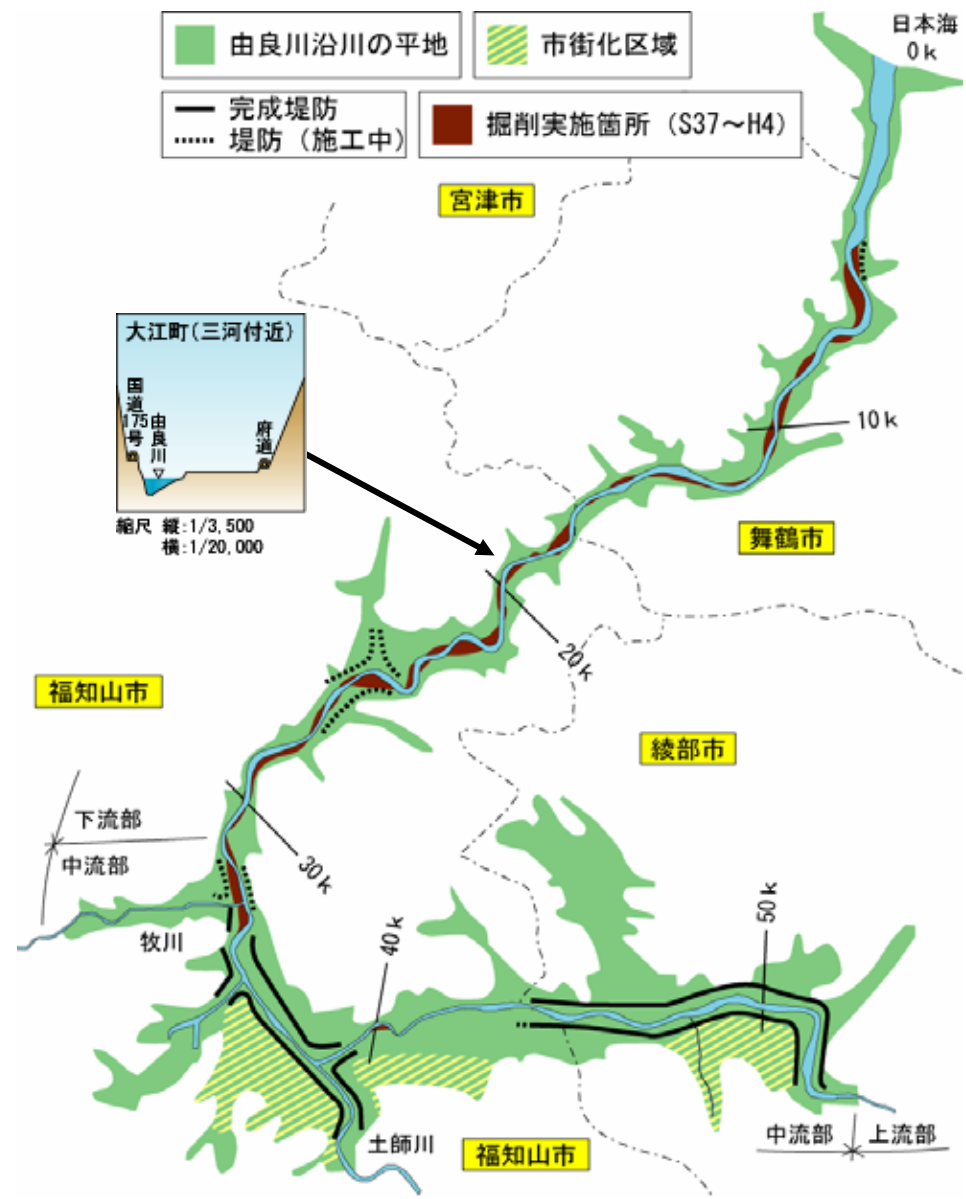 日本海
0k
由良川沿川の平地
市街化区域
完成堤防
堤防（施工中）
掘削実施箇所（S37～H4）
宮津市
大江町（三河付近）
国道175号
由良川
▽
府道
縮尺 縦:1/3,500
横:1/20,000
10k
舞鶴市
20k
福知山市
綾部市
下流部
中流部
30k
牧川
40k
50k
土師川
福知山市
中流部
上流部